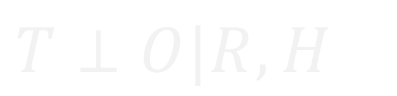 T ⊥ O|R, H